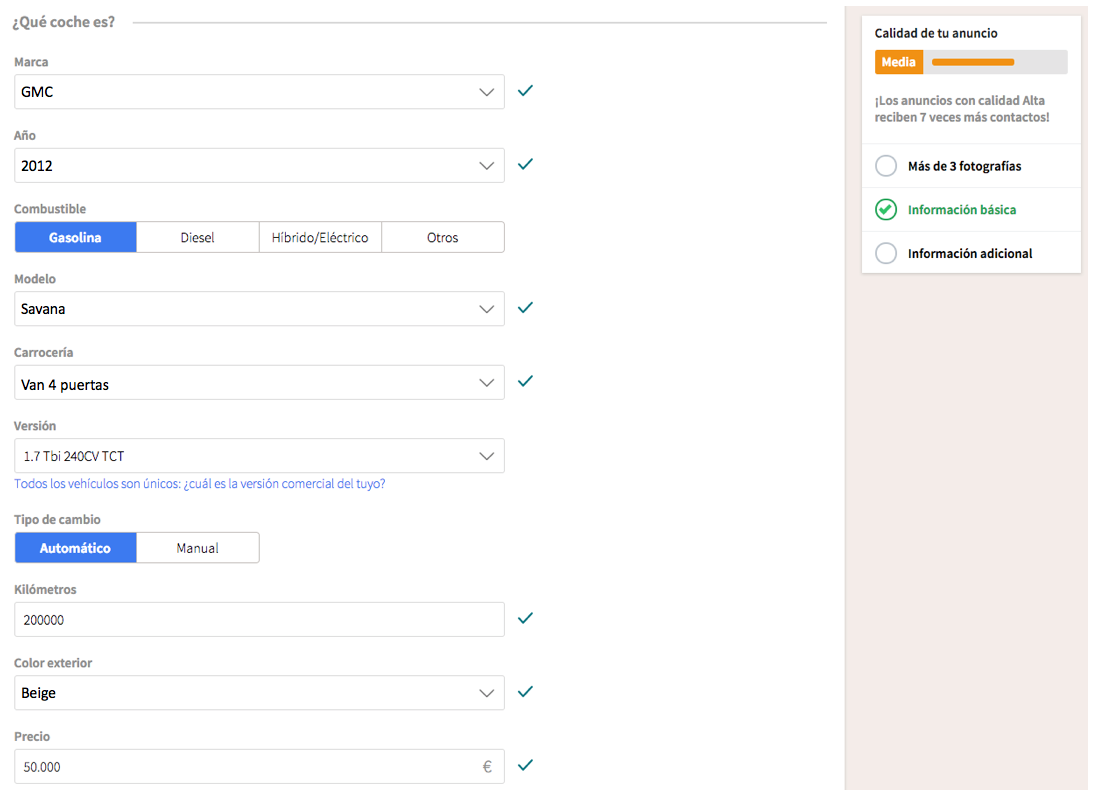 ¿Qué coche es?
Marca
GMC
Año
2012
Combustible
Gasolina Diesel Híbrido/Eléctrico Otros
Modelo
Savana
Carrocería
Van 4 puertas
Versión
1.7 Tbi 240CV TCT
Todos los vehículos son únicos: ¿cuál es la versión comercial del tuyo?
Tipo de cambio
Automático Manual
Kilómetros
200000
Color exterior
Beige
Precio
50.000 €
Calidad de tu anuncio
Media
¡Los anuncios con calidad Alta
reciben 7 veces más contactos!
Más de 3 fotografías
Información básica
Información adicional